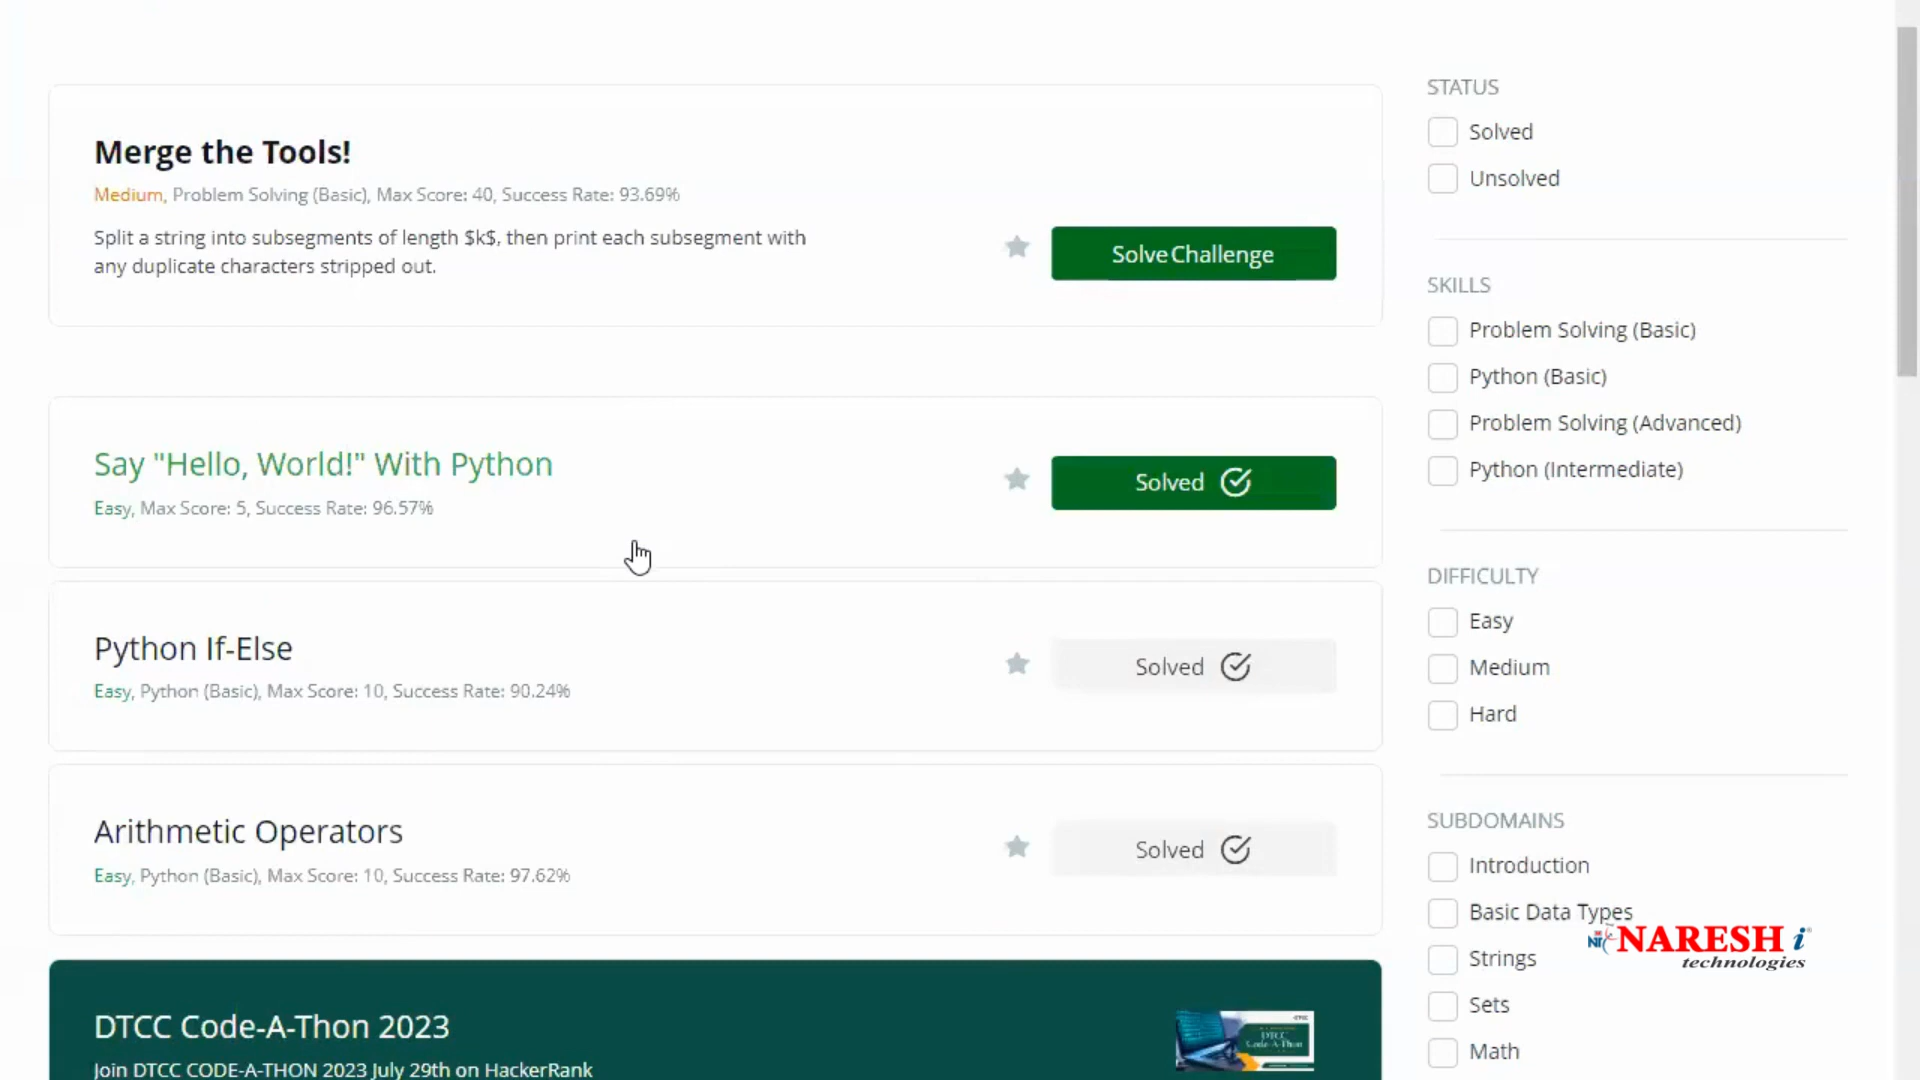 Merge the Tools!
Medium, Problem Solving (Basic), Max Score: 40, Success Rate: 93.69%
Split a string into subsegments of length $k$, then print each subsegment with
any duplicate characters stripped out.
Solve Challenge
Say "Hello, World!" With Python
Easy, Max Score: 5, Success Rate: 96.57%
Solved
Python If-Else
Easy, Python (Basic), Max Score: 10, Success Rate: 90.24%
Solved
Arithmetic Operators
Easy, Python (Basic), Max Score: 10, Success Rate: 97.62%
Solved
DTCC Code-A-Thon 2023
Join DTCC CODE-A-THON 2023 July 29th on HackerRank
DTCC
Code-A-Thon
STATUS
Solved
Unsolved
SKILLS
Problem Solving (Basic)
Python (Basic)
Problem Solving (Advanced)
Python (Intermediate)
DIFFICULTY
Easy
Medium
Hard
SUBDOMAINS
Introduction
Basic Data Types
Strings
Sets
Math
NARESH i
technologies